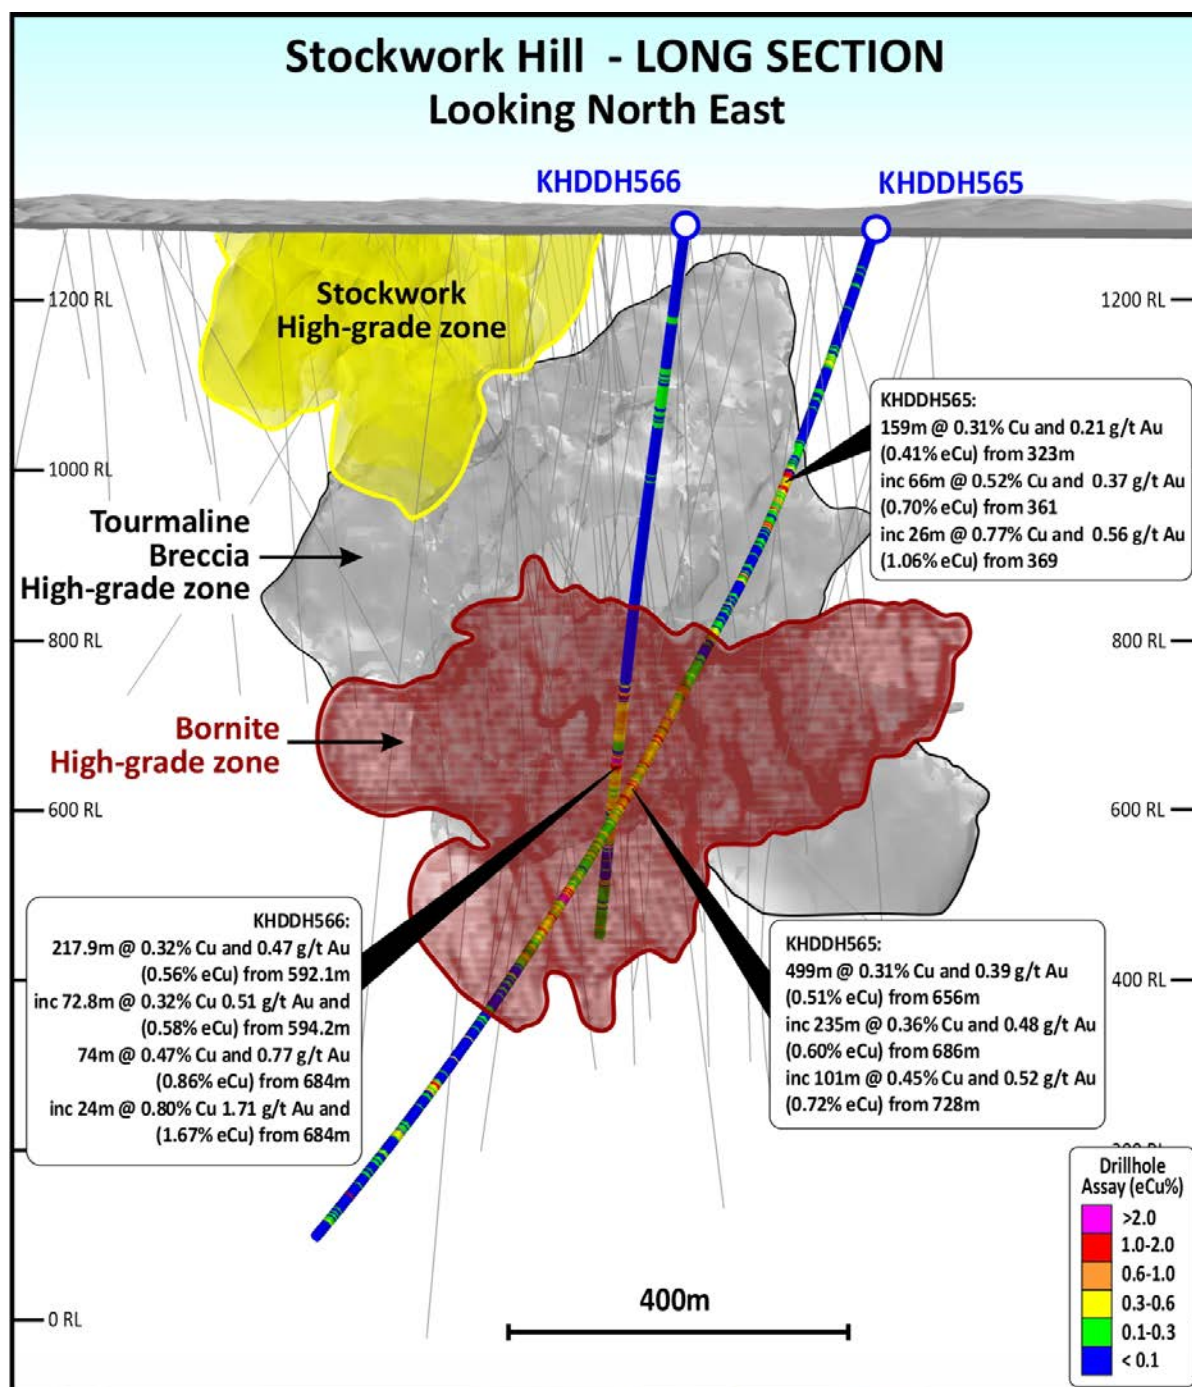 Stockwork Hill - LONG SECTION
Looking North East
KHDDH566
KHDDH565
Stockwork
High-grade zone
1200 RL
1200 RL
KHDDH565:
159m @ 0.31% Cu and 0.21 g/t Au
(0.41% eCu) from 323m
inc 66m @ 0.52% Cu and 0.37 g/t Au
(0.70% eCu) from 361
inc 26m @ 0.77% Cu and 0.56 g/t Au
(1.06% eCu) from 369
1000 RL
1000 RL
Tourmaline
Breccia
High-grade zone
800 RL
800 RL
Bornite
High-grade zone
600 RL
600 RL
KHDDH566:
217.9m @ 0.32% Cu and 0.47 g/t Au
(0.56% eCu) from 592.1m
inc 72.8m @ 0.32% Cu 0.51 g/t Au and
(0.58% eCu) from 594.2m
74m @ 0.47% Cu and 0.77 g/t Au
(0.86% eCu) from 684m
inc 24m @ 0.80% Cu 1.71 g/t Au and
(1.67% eCu) from 684m
KHDDH565:
499m @ 0.31% Cu and 0.39 g/t Au
(0.51% eCu) from 656m
inc 235m @ 0.36% Cu and 0.48 g/t Au
(0.60% eCu) from 686m
inc 101m @ 0.45% Cu and 0.52 g/t Au
(0.72% eCu) from 728m
400 RL
Drillhole
Assay (eCu%)
>2.0
1.0-2.0
0.6-1.0
0.3-0.6
0.1-0.3
< 0.1
400m
0 RL